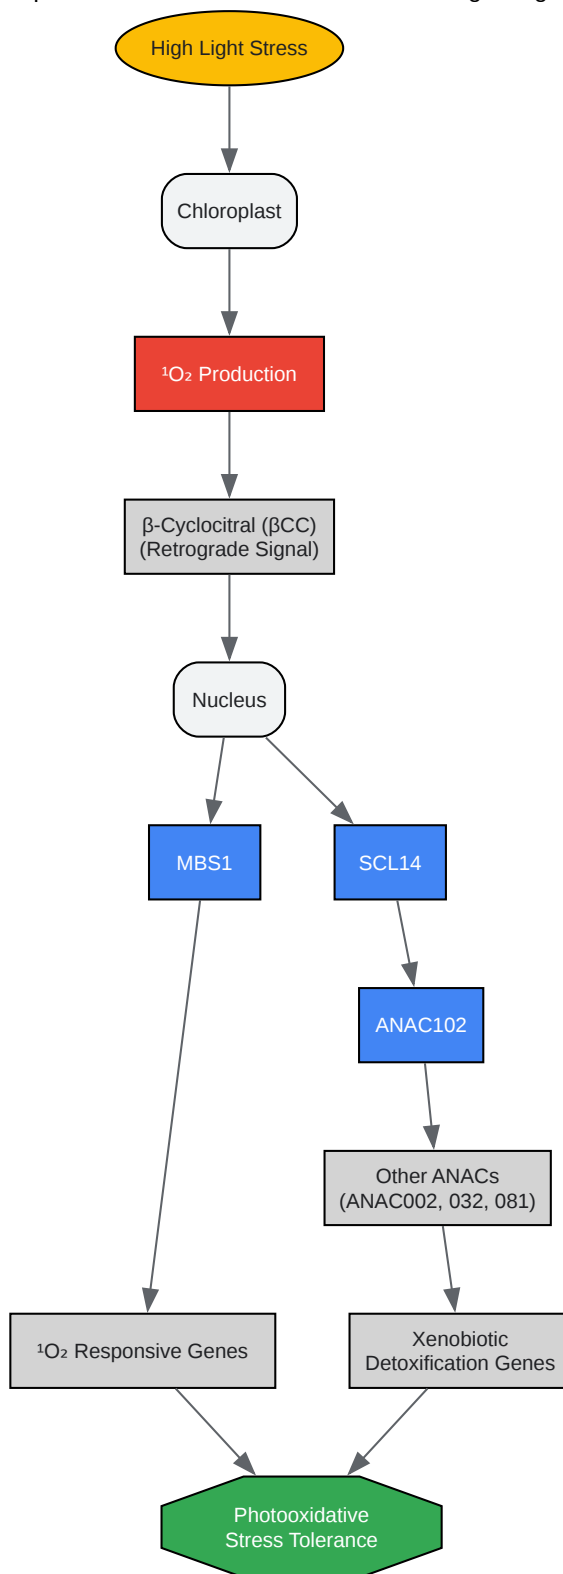 High Light Stress
Chloroplast
¹O₂ Production
β-Cyclocitral (βCC)
(Retrograde Signal)
Nucleus
MBS1
SCL14
ANAC102
Other ANACs
(ANAC002, 032, 081)
¹O₂ Responsive Genes
Xenobiotic
Detoxification Genes
Photooxidative
Stress Tolerance